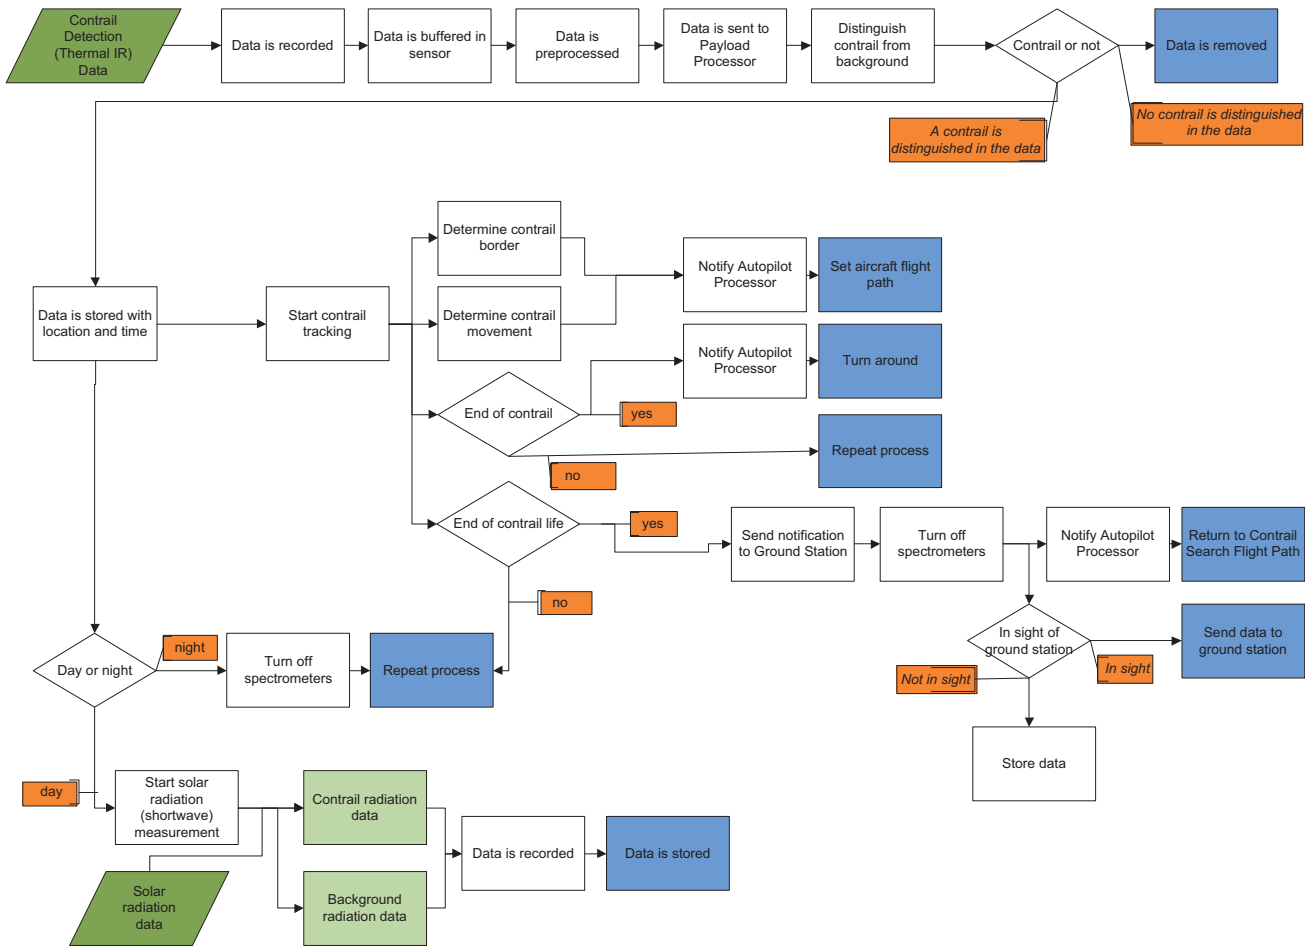 Contrail
Detection
(Thermal IR)
Data
Data is recorded
Data is buffered in
sensor
Data is
preprocessed
Data is sent to
Payload
Processor
Distinguish
contrail from
background
Contrail or not
Data is removed
A contrail is
distinguished in the data
No contrail is distinguished
in the data
Determine contrail
border
Notify Autopilot
Processor
Set aircraft flight
path
Data is stored with
location and time
Start contrail
tracking
Determine contrail
movement
Notify Autopilot
Processor
Turn around
End of contrail
yes
Repeat process
no
End of contrail life
yes
Send notification
to Ground Station
Turn off
spectrometers
Notify Autopilot
Processor
Return to Contrail
Search Flight Path
no
In sight of
ground station
Send data to
ground station
Not in sight
In sight
Day or night
night
Turn off
spectrometers
Repeat process
Store data
day
Start solar
radiation
(shortwave)
measurement
Contrail radiation
data
Data is recorded
Data is stored
Solar
radiation
data
Background
radiation data